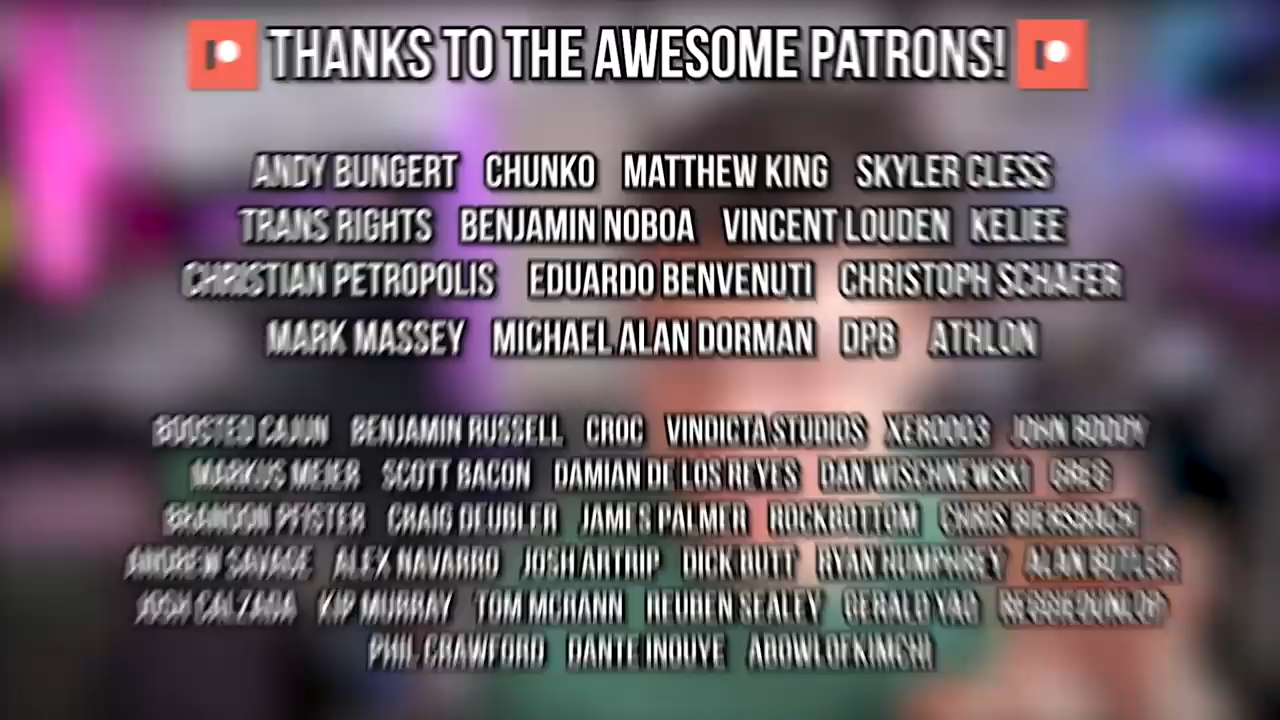 THANKS TO THE AWESOME PATRONS!
ANDY BUNGERT CHUNKO MATTHEW KING SKYLER CLESS
TRANS RIGHTS BENJAMIN NOBOA VINCENT LOUDEN KELIEE
CHRISTIAN PETROPOLIS EDUARDO BENVENUTI CHRISTOPH SCHAFER
MARK MASSEY MICHAEL ALAN DORMAN DPB ATHLON
BOOSTED CAJUN BENJAMIN RUSSELL CROC VINDICTA STUDIOS JOHN RODDY
MARKUS MEIER SCOTT BACON DAMIAN DE LOS REYES DAN WISCHNEWSKI GREG
BRANDON PFISTER CRAIG DEUBLER JAMES PALMER ROCKBOTTOM CHRIS
ANDREW SAVAGE ALEX NAVARRO JOSH ARTRIP DICK BUTT RYAN HUMPHREY ALAN BUTLER
JOSH CALZADA KIP MURRAY TOM MCHANN REUBEN SEALEY GERALD YAO
PHIL CRAWFORD DANTE INOUYE ABOWLOFKIMCHI